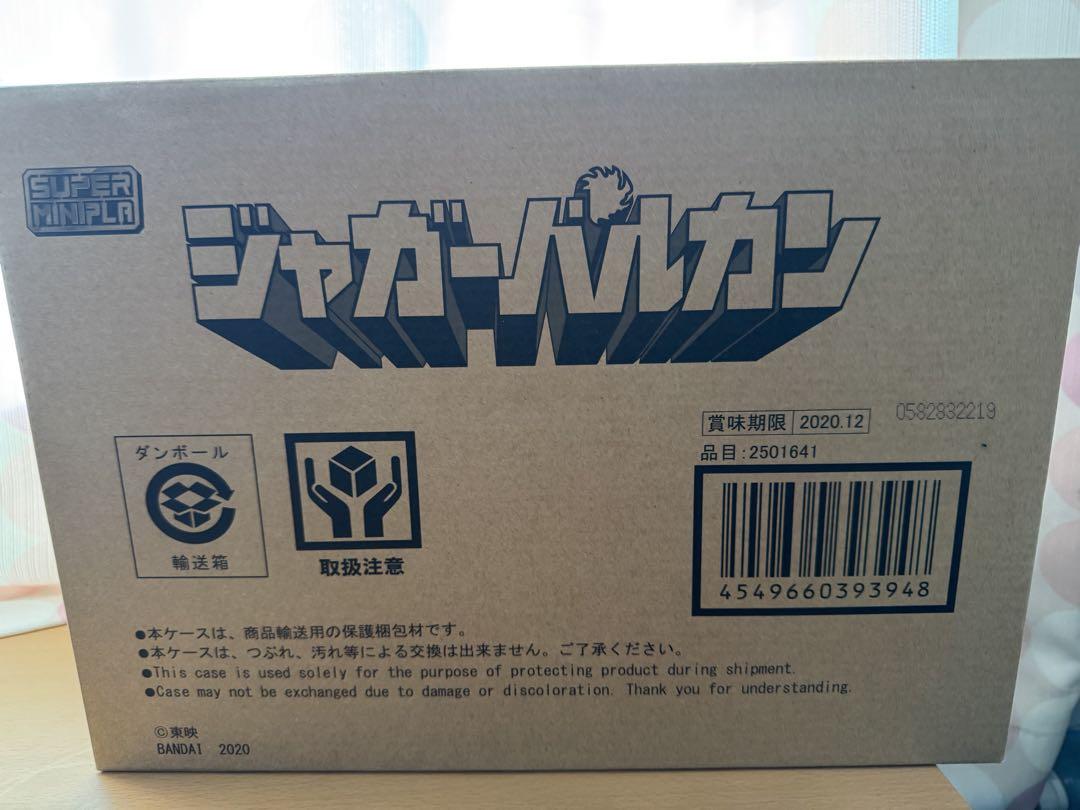 SUPER
MINIPLA
ジャガーバルカン
賞味期限 2020.12
0582832219
品目:2501641
4549660393948
ダンボール
輸送箱
取扱注意
●本ケースは、商品輸送用の保護梱包材です。
●本ケースは、つぶれ、汚れ等による交換は出来ません。ご了承ください。
●This case is used solely for the purpose of protecting product during shipment.
●Case may not be exchanged due to damage or discoloration. Thank you for understanding.
©東映
BANDAI 2020